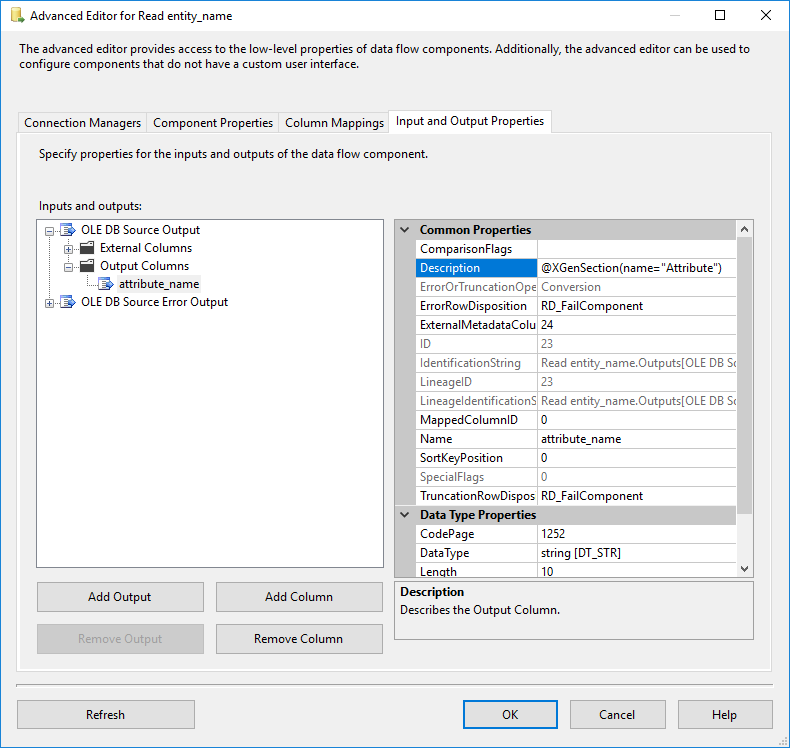 Advanced Editor for Read entity_name
The advanced editor provides access to the low-level properties of data flow components. Additionally, the advanced editor can be used to
configure components that do not have a custom user interface.
Connection Managers Component Properties Column Mappings Input and Output Properties
Specify properties for the inputs and outputs of the data flow component.
Inputs and outputs:
OLE DB Source Output
External Columns
Output Columns
attribute_name
OLE DB Source Error Output
Common Properties
ComparisonFlags
Description @XGenSection(name="Attribute")
ErrorOrTruncationOpe Conversion
ErrorRowDisposition RD_FailComponent
ExternalMetadataColu 24
ID 23
IdentificationString Read entity_name.Outputs[OLE DB So
LineageID 23
LineageIdentificationS Read entity_name.Outputs[OLE DB So
MappedColumnID 0
Name attribute_name
SortKeyPosition 0
SpecialFlags 0
TruncationRowDispos RD_FailComponent
Data Type Properties
CodePage 1252
DataType string [DT_STR]
Length 10
Description
Describes the Output Column.
Add Output Add Column
Remove Output Remove Column
Refresh OK Cancel Help